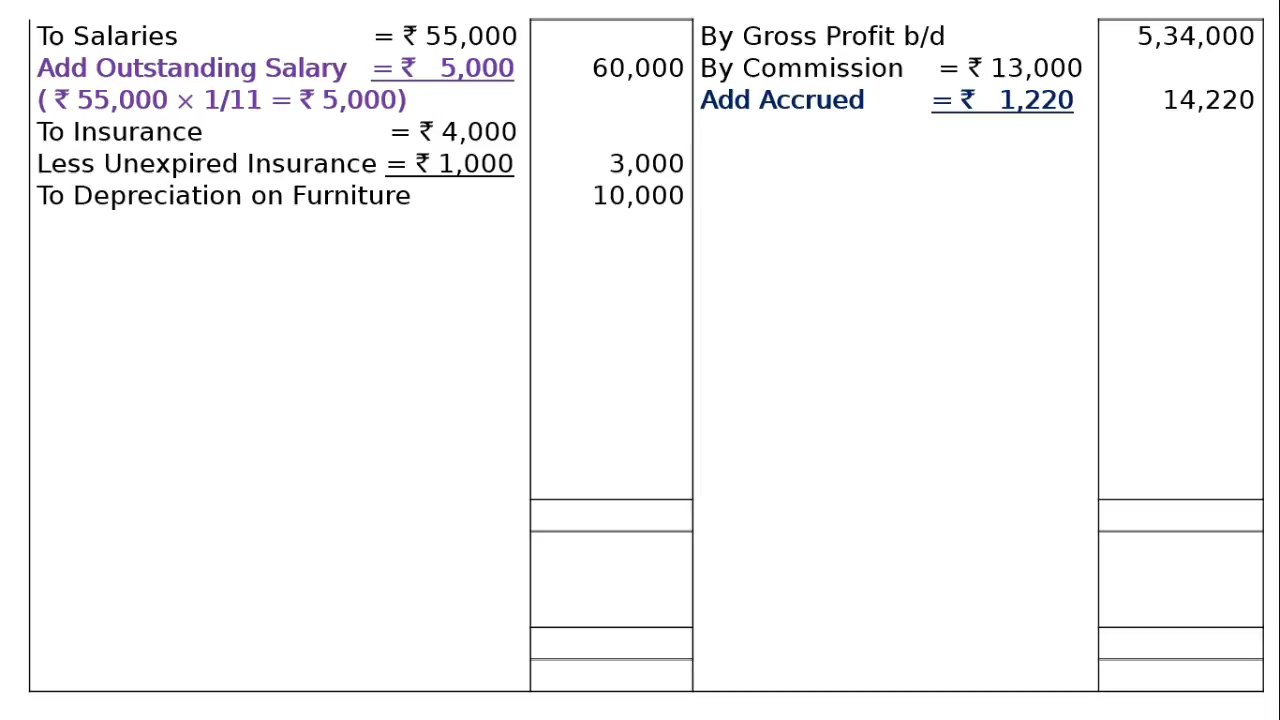 To Salaries = ₹ 55,000 By Gross Profit b/d 5,34,000
Add Outstanding Salary = ₹ 5,000 60,000 By Commission = ₹ 13,000
( ₹ 55,000 × 1/11 = ₹ 5,000) Add Accrued = ₹ 1,220 14,220
To Insurance = ₹ 4,000
Less Unexpired Insurance = ₹ 1,000 3,000
To Depreciation on Furniture 10,000